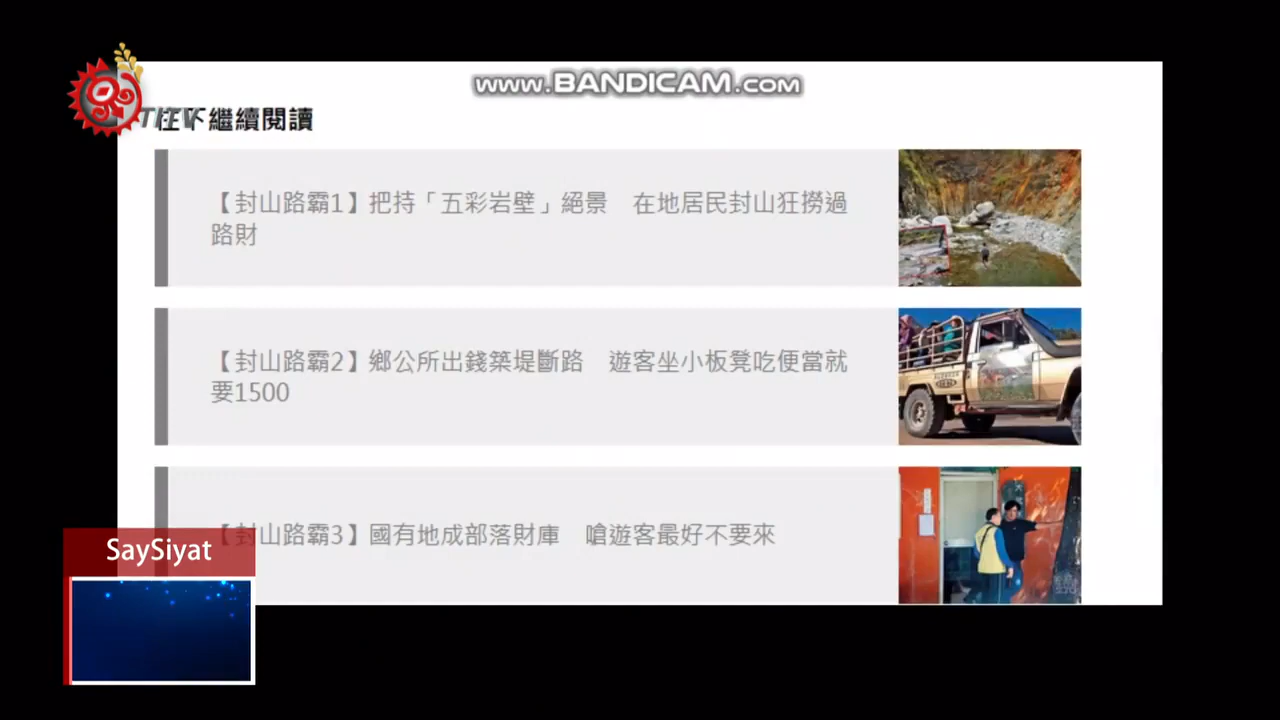 www.BANDICAM.com
TITV
往下繼續閱讀
【封山路霸1】把持「五彩岩壁」絕景 在地居民封山狂撈過
路財
【封山路霸2】鄉公所出錢築堤斷路 遊客坐小板凳吃便當就
要1500
【封山路霸3】國有地成部落財庫 嗆遊客最好不要來
SaySiyat